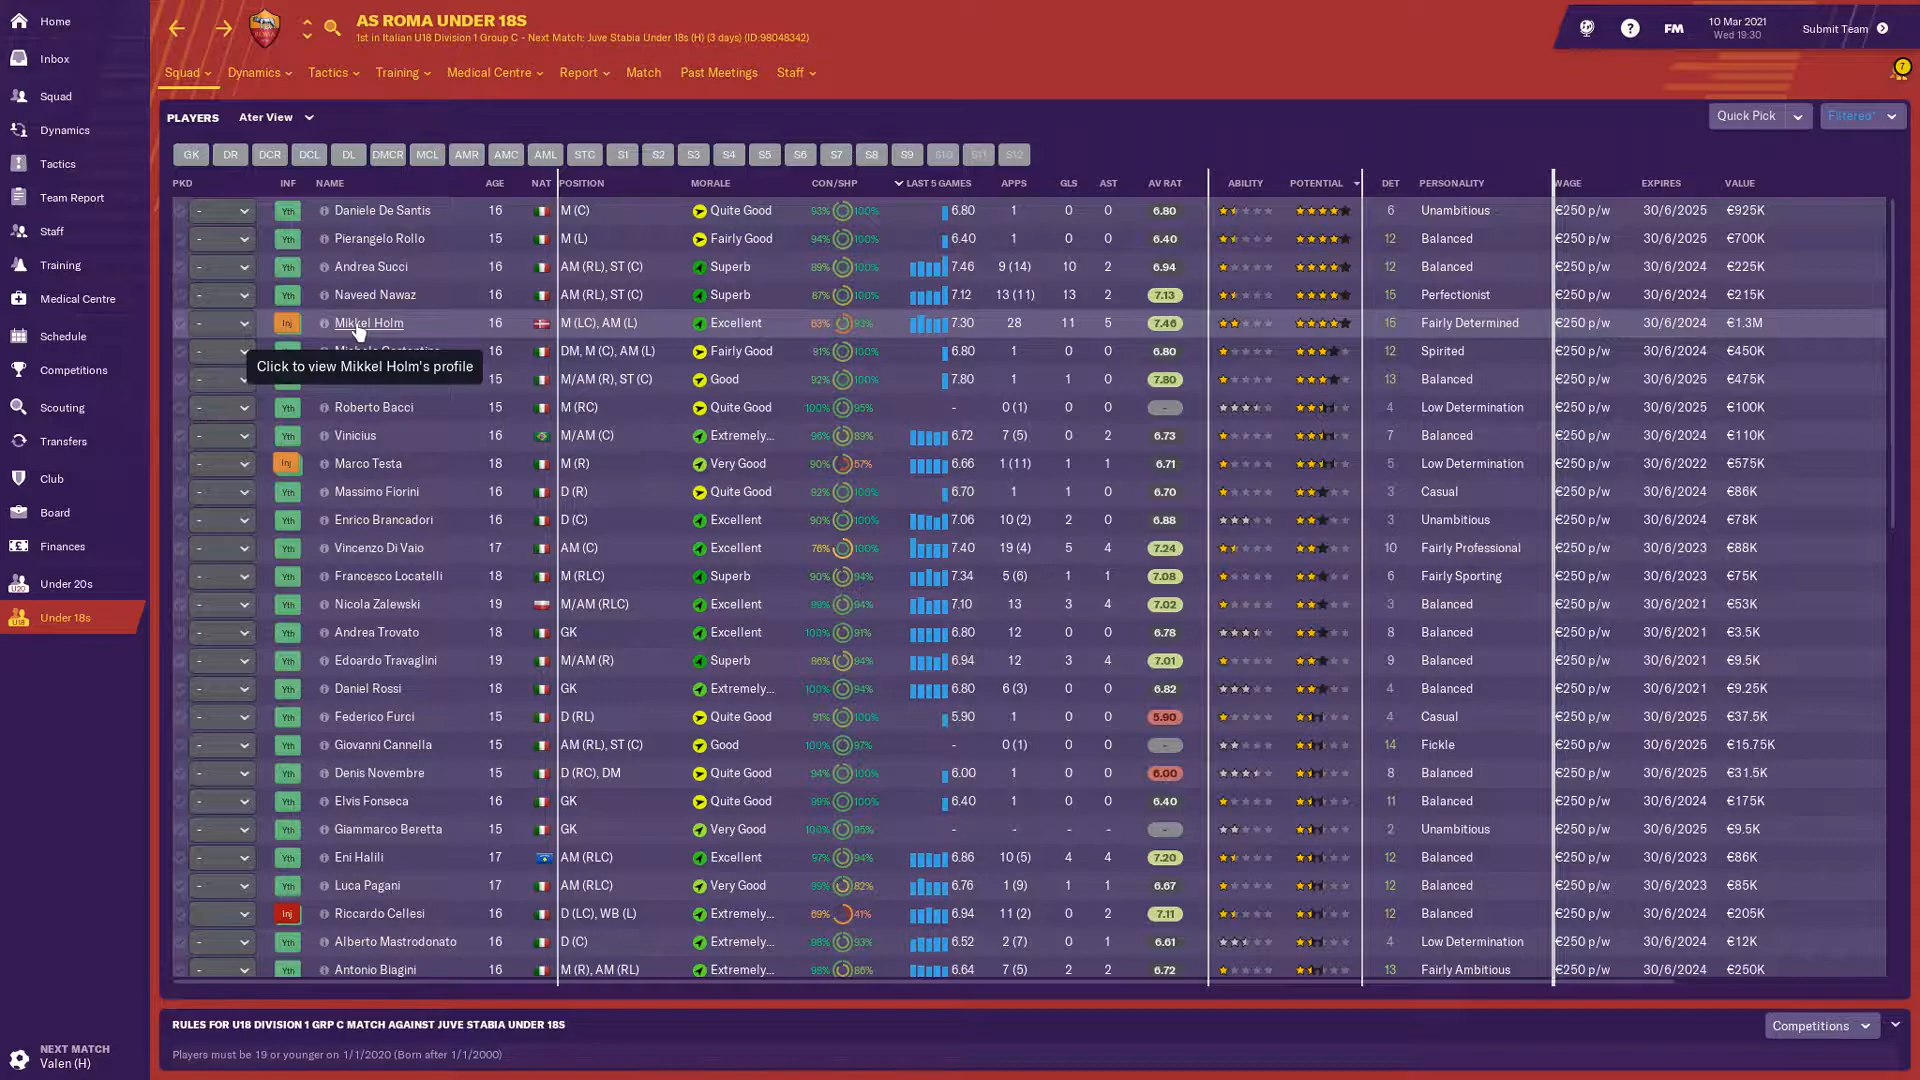 Home
Inbox
Squad
Dynamics
Tactics
Team Report
Staff
Training
Medical Centre
Schedule
Competitions
Scouting
Transfers
Club
Board
Finances
Under 20s
Under 18s
NEXT MATCH
Valen (H)
AS ROMA UNDER 18S
1st in Italian U18 Division 1 Group C - Next Match: Juve Stabia Under 18s (H) (3 days) (ID:98048342)
FM 10 Mar 2021 Wed 19:30 Submit Team
7
Squad Dynamics Tactics Training Medical Centre Report Match Past Meetings Staff
PLAYERS Ater View Quick Pick Filtered*
GK DR DCR DCL DL DMCR MCL AMR AMC AML STC S1 S2 S3 S4 S5 S6 S7 S8 S9 S10 S11 S12
PKD INF NAME AGE NAT POSITION MORALE CON/SHP LAST 5 GAMES APPS GLS AST AV RAT ABILITY POTENTIAL DET PERSONALITY WAGE EXPIRES VALUE
- Yth Daniele De Santis 16 M (C) Quite Good 93% 100% 6.80 1 0 0 6.80 6 Unambitious €250 p/w 30/6/2025 €925K
- Yth Pierangelo Rollo 15 M (L) Fairly Good 94% 100% 6.40 1 0 0 6.40 12 Balanced €250 p/w 30/6/2025 €700K
- Yth Andrea Succi 16 AM (RL), ST (C) Superb 89% 100% 7.46 9 (14) 10 2 6.94 12 Balanced €250 p/w 30/6/2024 €225K
- Yth Naveed Nawaz 16 AM (RL), ST (C) Superb 87% 100% 7.12 13 (11) 13 2 7.13 15 Perfectionist €250 p/w 30/6/2024 €215K
- Inj Mikkel Holm 16 M (LC), AM (L) Excellent 63% 93% 7.30 28 11 5 7.46 15 Fairly Determined €250 p/w 30/6/2024 €1.3M
16 DM, M (C), AM (L) Fairly Good 91% 100% 6.80 1 0 0 6.80 12 Spirited €250 p/w 30/6/2024 €450K
Click to view Mikkel Holm's profile
15 M/AM (R), ST (C) Good 92% 100% 7.80 1 1 0 7.80 13 Balanced €250 p/w 30/6/2025 €475K
- Yth Roberto Bacci 15 M (RC) Quite Good 100% 95% - 0 (1) 0 0 - 4 Low Determination €250 p/w 30/6/2025 €100K
- Yth Vinicius 16 M/AM (C) Extremely... 96% 89% 6.72 7 (5) 0 2 6.73 7 Balanced €250 p/w 30/6/2024 €110K
- Inj Marco Testa 18 M (R) Very Good 90% 57% 6.66 1 (11) 1 1 6.71 5 Low Determination €250 p/w 30/6/2022 €575K
- Yth Massimo Fiorini 16 D (R) Quite Good 92% 100% 6.70 1 1 0 6.70 3 Casual €250 p/w 30/6/2024 €86K
- Yth Enrico Brancadori 16 D (C) Excellent 90% 100% 7.06 10 (2) 2 0 6.88 3 Unambitious €250 p/w 30/6/2024 €78K
- Yth Vincenzo Di Vaio 17 AM (C) Excellent 76% 100% 7.40 19 (4) 5 4 7.24 10 Fairly Professional €250 p/w 30/6/2023 €88K
- Yth Francesco Locatelli 18 M (RLC) Superb 90% 94% 7.34 5 (6) 1 1 7.08 6 Fairly Sporting €250 p/w 30/6/2023 €75K
- Yth Nicola Zalewski 19 M/AM (RLC) Excellent 99% 94% 7.10 13 3 4 7.02 3 Balanced €250 p/w 30/6/2021 €53K
- Yth Andrea Trovato 18 GK Excellent 100% 91% 6.80 12 0 0 6.78 8 Balanced €250 p/w 30/6/2021 €3.5K
- Yth Edoardo Travaglini 19 M/AM (R) Superb 86% 94% 6.94 12 3 4 7.01 9 Balanced €250 p/w 30/6/2021 €9.5K
- Yth Daniel Rossi 18 GK Extremely... 100% 94% 6.80 6 (3) 0 0 6.82 4 Balanced €250 p/w 30/6/2021 €9.25K
- Yth Federico Furci 15 D (RL) Quite Good 91% 100% 5.90 1 0 0 5.90 4 Casual €250 p/w 30/6/2025 €37.5K
- Yth Giovanni Cannella 15 AM (RL), ST (C) Good 100% 97% - 0 (1) 0 0 - 14 Fickle €250 p/w 30/6/2025 €15.75K
- Yth Denis Novembre 15 D (RC), DM Quite Good 94% 100% 6.00 1 0 0 6.00 8 Balanced €250 p/w 30/6/2025 €31.5K
- Yth Elvis Fonseca 16 GK Quite Good 99% 100% 6.40 1 0 0 6.40 11 Balanced €250 p/w 30/6/2024 €175K
- Yth Giammarco Beretta 15 GK Very Good 100% 95% - - - - - 2 Unambitious €250 p/w 30/6/2025 €9.5K
- Yth Eni Halili 17 AM (RLC) Excellent 97% 94% 6.86 10 (5) 4 4 7.20 12 Balanced €250 p/w 30/6/2023 €86K
- Yth Luca Pagani 17 AM (RLC) Very Good 99% 82% 6.76 1 (9) 1 1 6.67 12 Balanced €250 p/w 30/6/2023 €85K
- Inj Riccardo Cellesi 16 D (LC), WB (L) Extremely... 69% 41% 6.94 11 (2) 0 2 7.11 12 Balanced €250 p/w 30/6/2024 €205K
- Yth Alberto Mastrodonato 16 D (C) Extremely... 98% 93% 6.52 2 (7) 0 1 6.61 4 Low Determination €250 p/w 30/6/2024 €12K
- Yth Antonio Biagini 16 M (R), AM (RL) Extremely... 98% 86% 6.64 7 (5) 2 2 6.72 13 Fairly Ambitious €250 p/w 30/6/2024 €250K
RULES FOR U18 DIVISION 1 GRP C MATCH AGAINST JUVE STABIA UNDER 18S Competitions
Players must be 19 or younger on 1/1/2020 (Born after 1/1/2000)